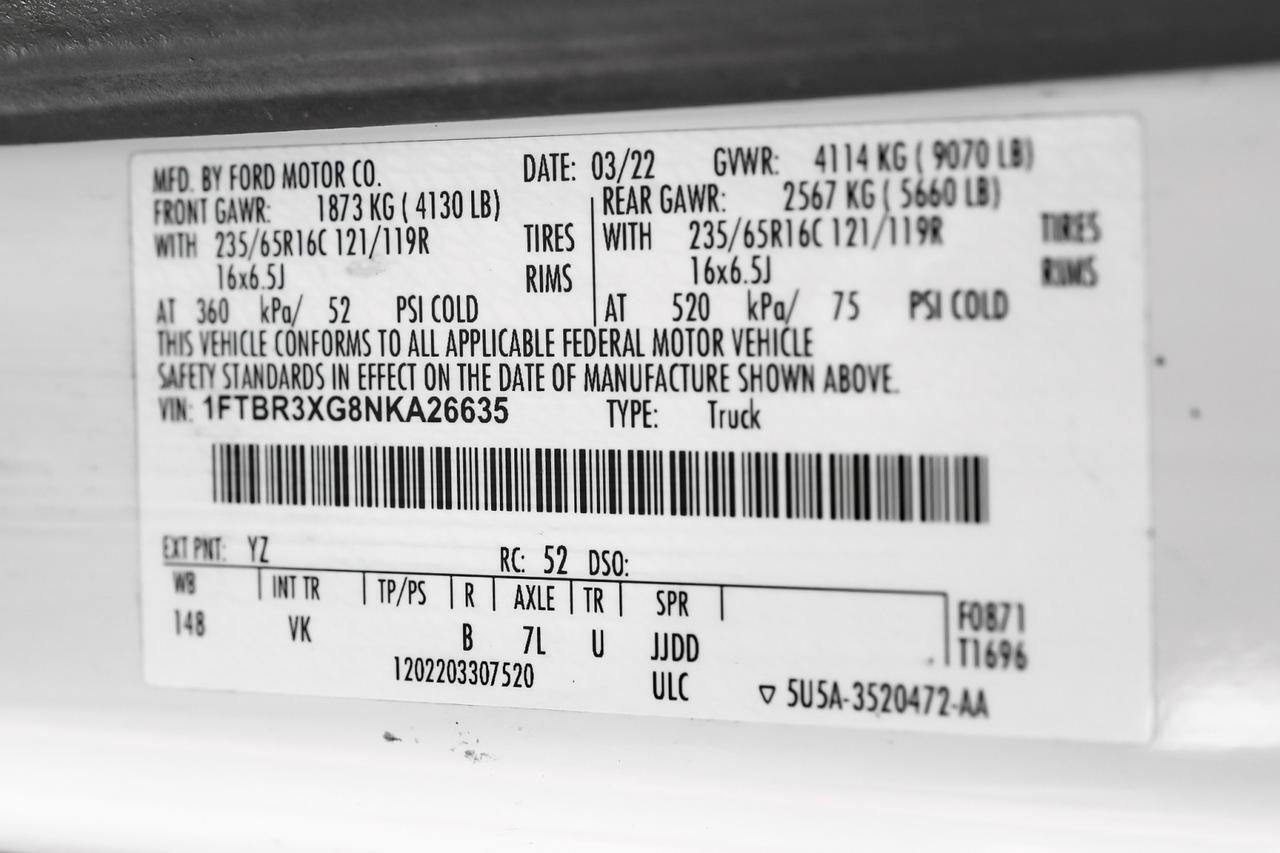 MFD. BY FORD MOTOR CO. DATE: 03/22 GVWR: 4114 KG ( 9070 LB)
FRONT GAWR: 1873 KG ( 4130 LB) REAR GAWR: 2567 KG ( 5660 LB)
WITH 235/65R16C 121/119R TIRES WITH 235/65R16C 121/119R TIRES
16x6.5J RIMS 16x6.5J RIMS
AT 360 kPa/ 52 PSI COLD AT 520 kPa/ 75 PSI COLD
THIS VEHICLE CONFORMS TO ALL APPLICABLE FEDERAL MOTOR VEHICLE
SAFETY STANDARDS IN EFFECT ON THE DATE OF MANUFACTURE SHOWN ABOVE.
VIN: 1FTBR3XG8NKA26635 TYPE: Truck
EXT PNT: YZ RC: 52 DSO:
WB INT TR TP/PS R AXLE TR SPR F0871
148 VK B 7L U JJDD T1696
1202203307520 ULC ▽ 5U5A-3520472-AA